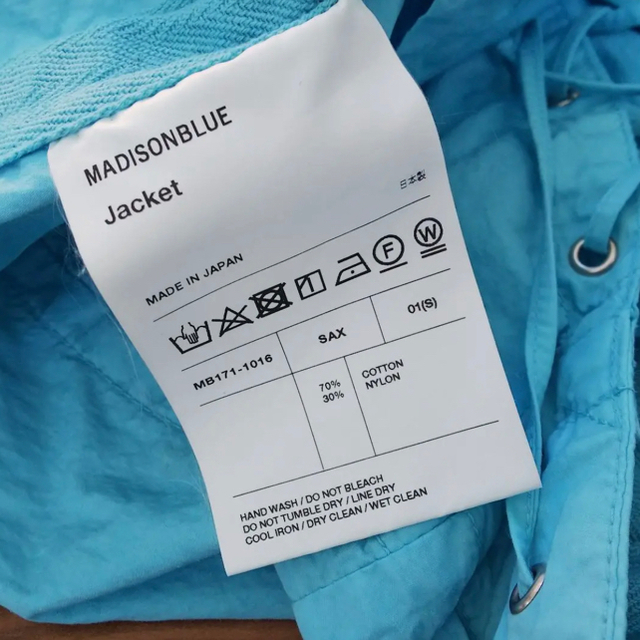 MADISONBLUE
Jacket
日本製
MADE IN JAPAN
F
W
MB171-1016 SAX 01(S)
70% COTTON
30% NYLON
HAND WASH / DO NOT BLEACH
DO NOT TUMBLE DRY / LINE DRY
COOL IRON / DRY CLEAN / WET CLEAN